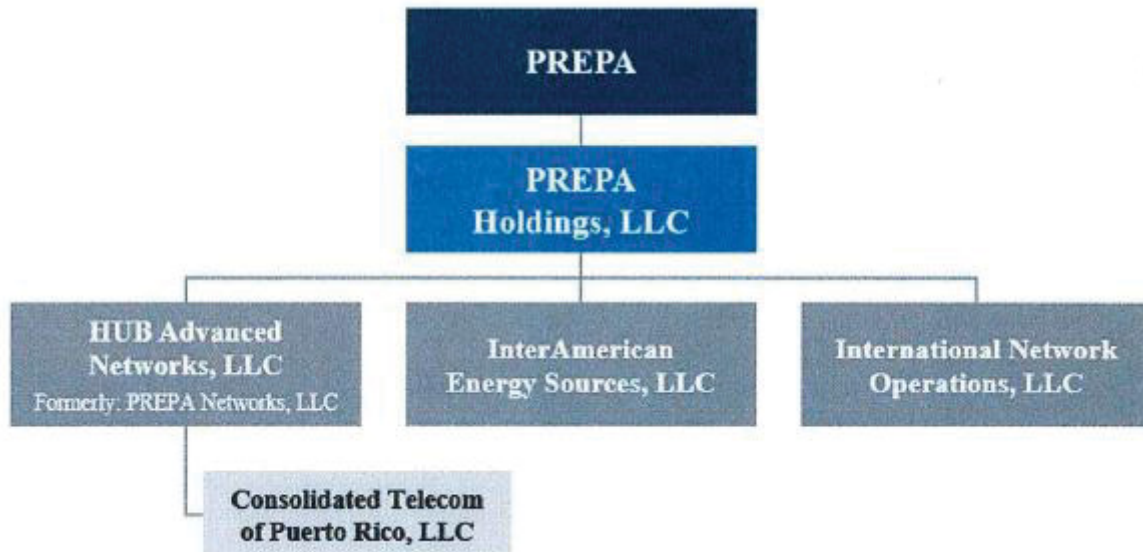 PREPA
PREPA
Holdings, LLC
HUB Advanced
Networks, LLC
Formerly: PREPA Networks, LLC
InterAmerican
Energy Sources, LLC
International Network
Operations, LLC
Consolidated Telecom
of Puerto Rico, LLC